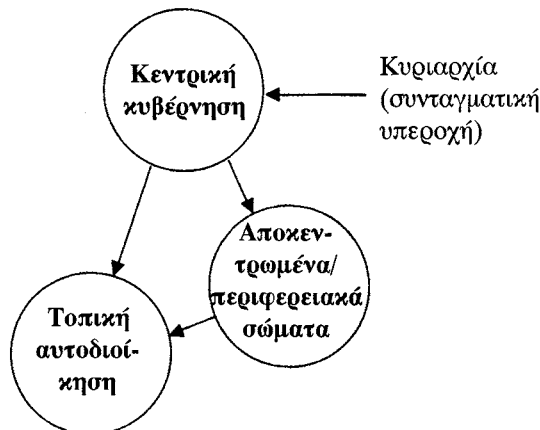 Κεντρική
κυβέρνηση
Κυριαρχία
(συνταγματική
υπεροχή)
Αποκεν-
τρωμένα/
περιφερειακά
σώματα
Τοπική
αυτοδιοί-
κηση